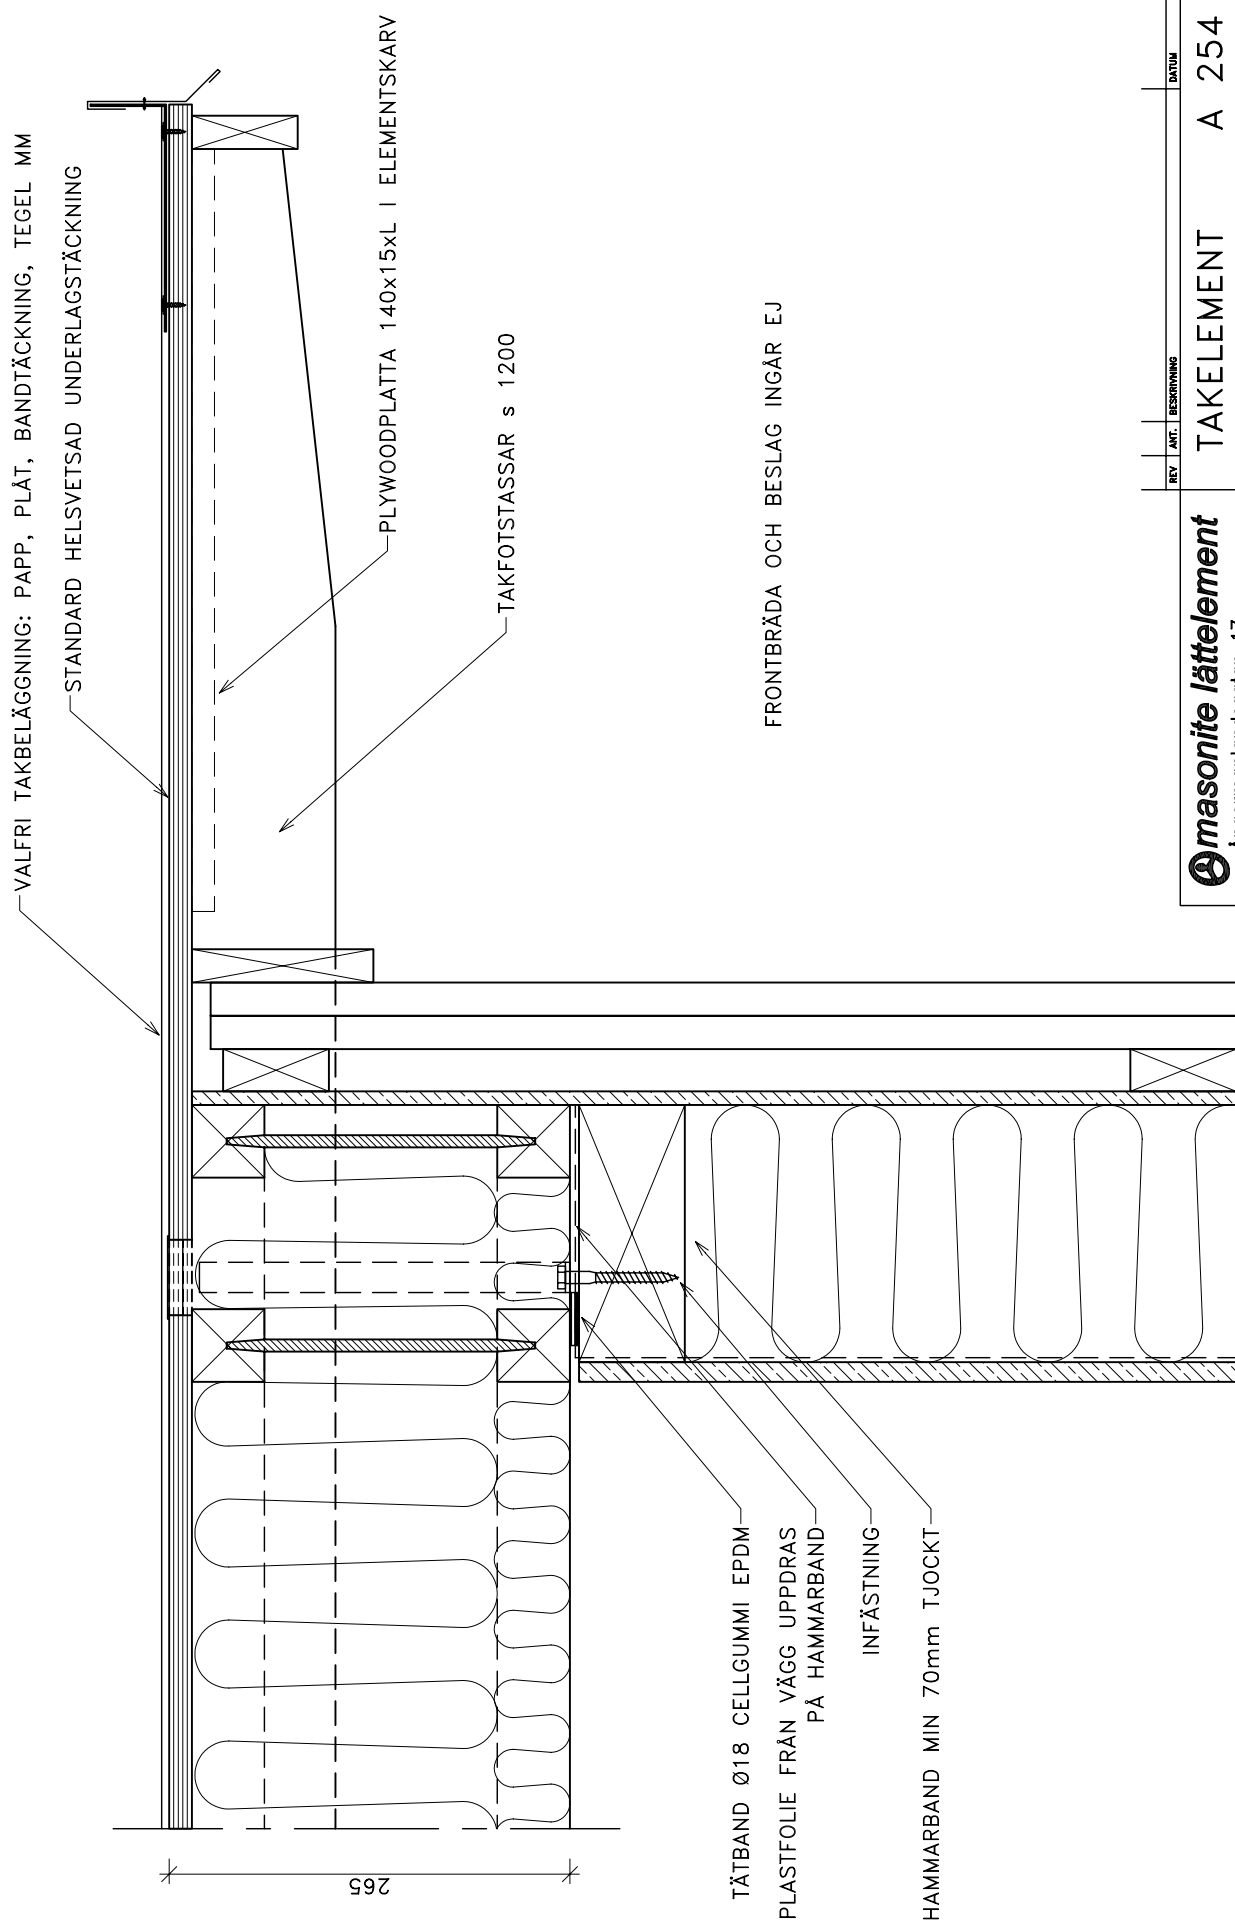 VALFRI TAKBELÄGGNING: PAPP, PLÅT, BANDTÄCKNING, TEGEL MM
STANDARD HELSVETSAD UNDERLAGSTÄCKNING
PLYWOODPLATTA 140x15xL I ELEMENTSKARV
TAKFOTSTASSAR s 1200
FRONTBRÄDA OCH BESLAG INGÅR EJ
265
TÄTBAND Ø18 CELLGUMMI EPDM
PLASTFOLIE FRÅN VÄGG UPPDRAS
PÅ HAMMARBAND
INFÄSTNING
HAMMARBAND MIN 70mm TJOCKT
REV ANT. BESKRIVNING DATUM
masonite lättelement
TAKELEMENT A 254